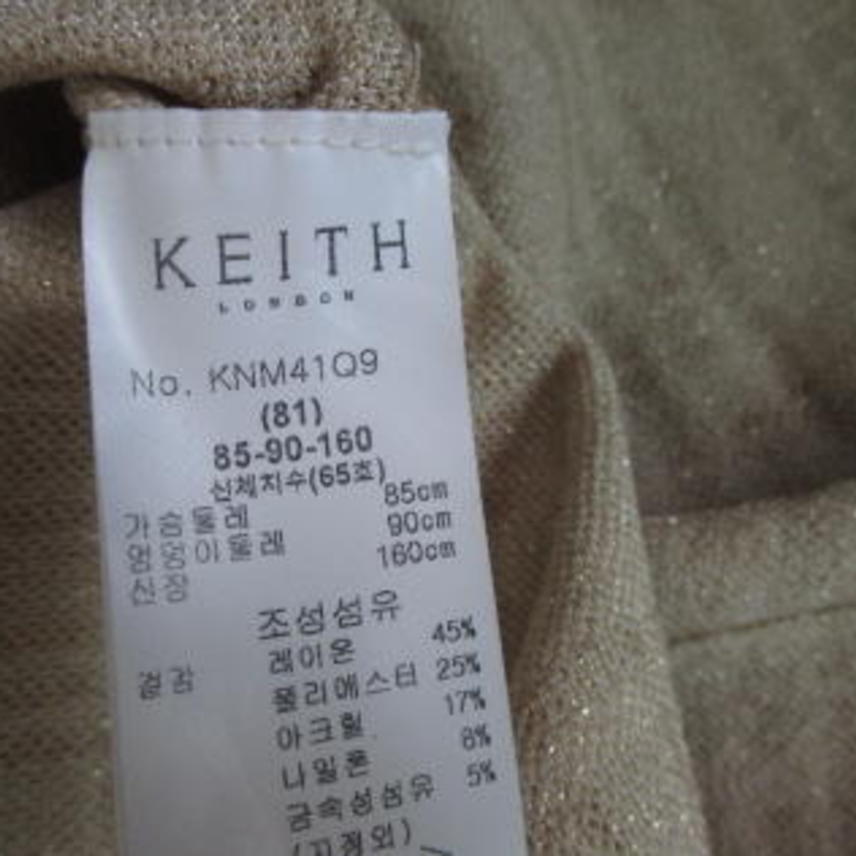 KEITH
LONDON
No. KNM41Q9
(81)
85-90-160
신체치수(65호)
가슴둘레 85cm
엉덩이둘레 90cm
신장 160cm
조성섬유
겉감 레이온 45%
폴리에스터 25%
아크릴 17%
나일론 8%
금속성섬유 5%
(지정외)